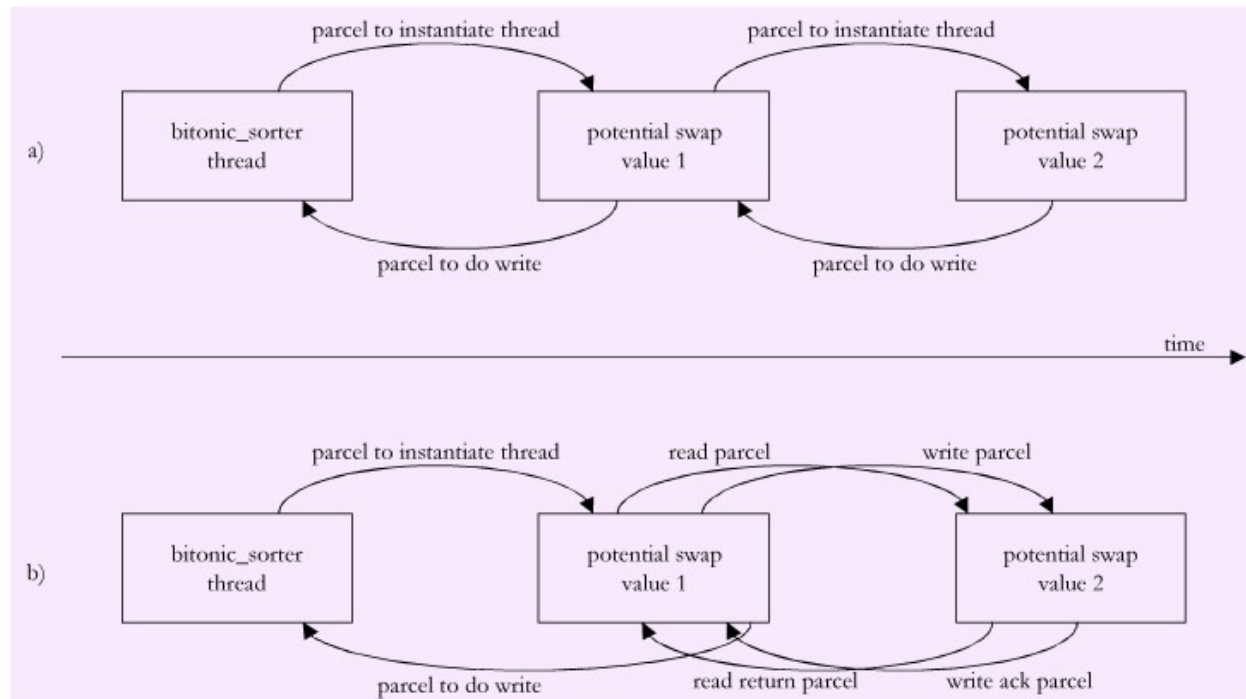 parcel to instantiate thread
parcel to instantiate thread
a)
bitonic_sorter
thread
potential swap
value 1
potential swap
value 2
parcel to do write
parcel to do write
time
parcel to instantiate thread
read parcel
write parcel
b)
bitonic_sorter
thread
potential swap
value 1
potential swap
value 2
parcel to do write
read return parcel
write ack parcel